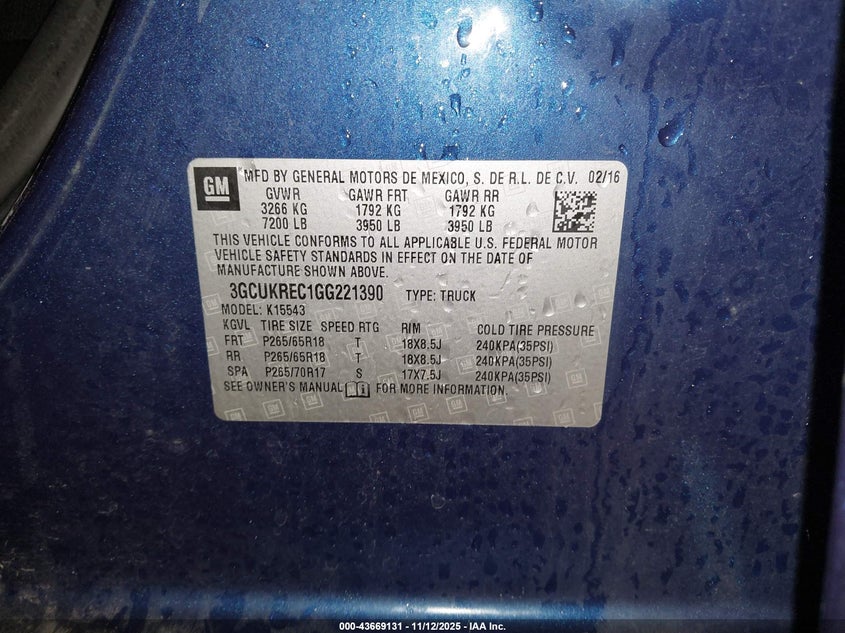 GM
MFD BY GENERAL MOTORS DE MEXICO, S. DE R.L. DE C.V. 02/16
GVWR GAWR FRT GAWR RR
3266 KG 1792 KG 1792 KG
7200 LB 3950 LB 3950 LB
THIS VEHICLE CONFORMS TO ALL APPLICABLE U.S. FEDERAL MOTOR
VEHICLE SAFETY STANDARDS IN EFFECT ON THE DATE OF
MANUFACTURE SHOWN ABOVE.
3GCUKREC1GG221390 TYPE: TRUCK
MODEL: K15543
KGVL TIRE SIZE SPEED RTG RIM COLD TIRE PRESSURE
FRT P265/65R18 T 18X8.5J 240KPA(35PSI)
RR P265/65R18 T 18X8.5J 240KPA(35PSI)
SPA P265/70R17 S 17X7.5J 240KPA(35PSI)
SEE OWNER'S MANUAL FOR MORE INFORMATION.
000-43669131 - 11/12/2025 - IAA Inc.